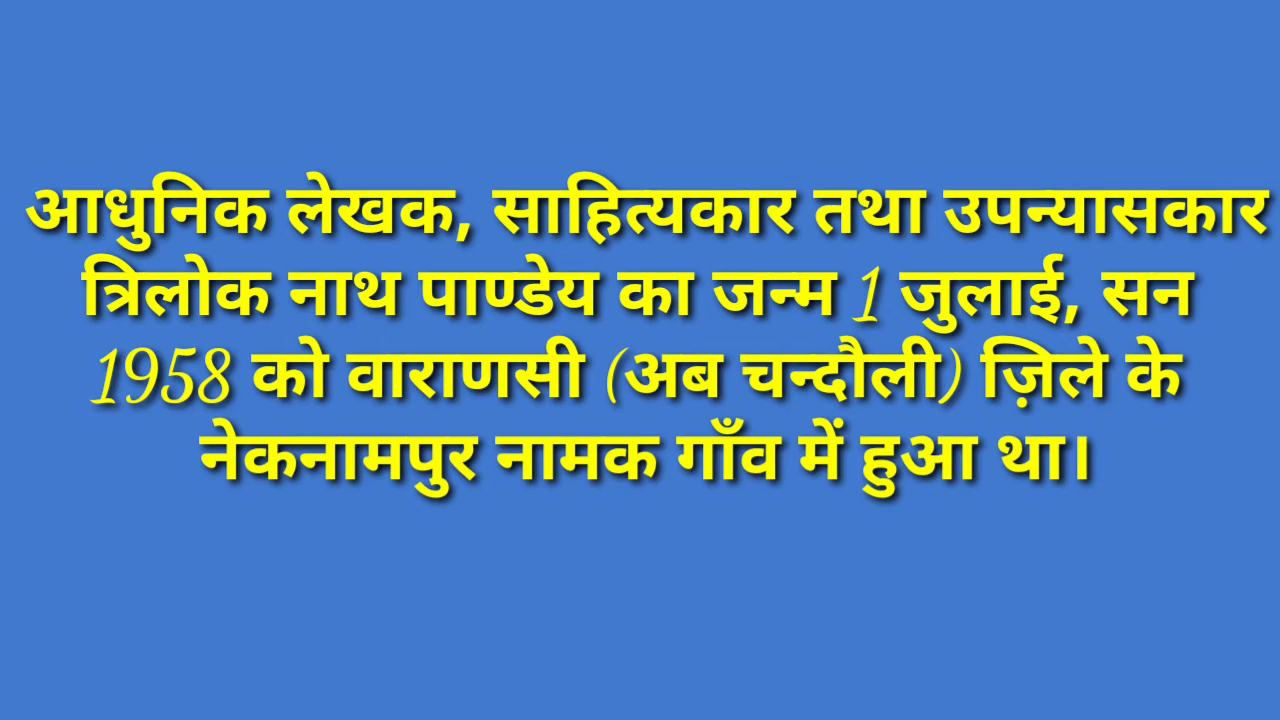 आधुनिक लेखक, साहित्यकार तथा उपन्यासकार
त्रिलोक नाथ पाण्डेय का जन्म 1 जुलाई, सन
1958 को वाराणसी (अब चन्दौली) ज़िले के
नेकनामपुर नामक गाँव में हुआ था।